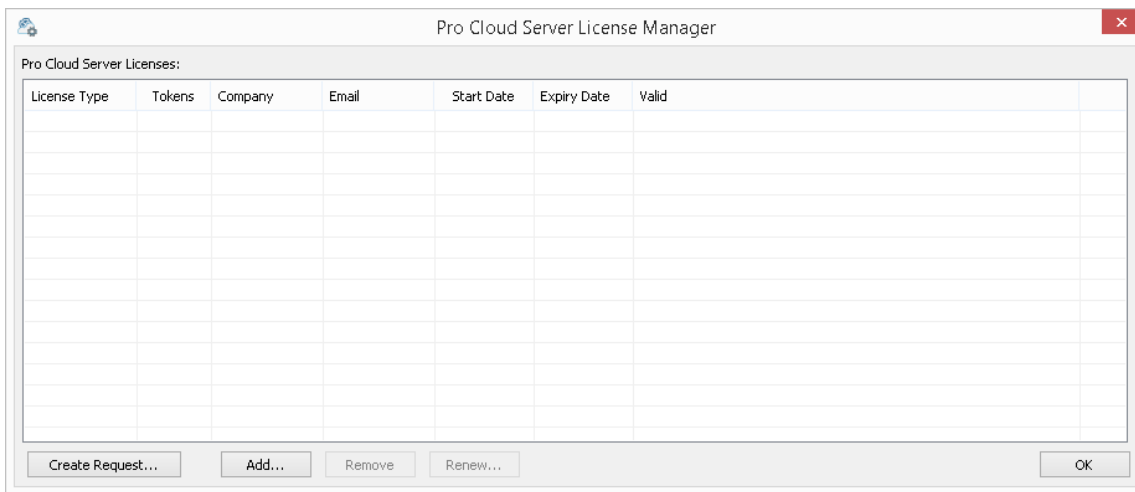 Pro Cloud Server License Manager
Pro Cloud Server Licenses:
License Type Tokens Company Email Start Date Expiry Date Valid
Create Request... Add... Remove Renew... OK